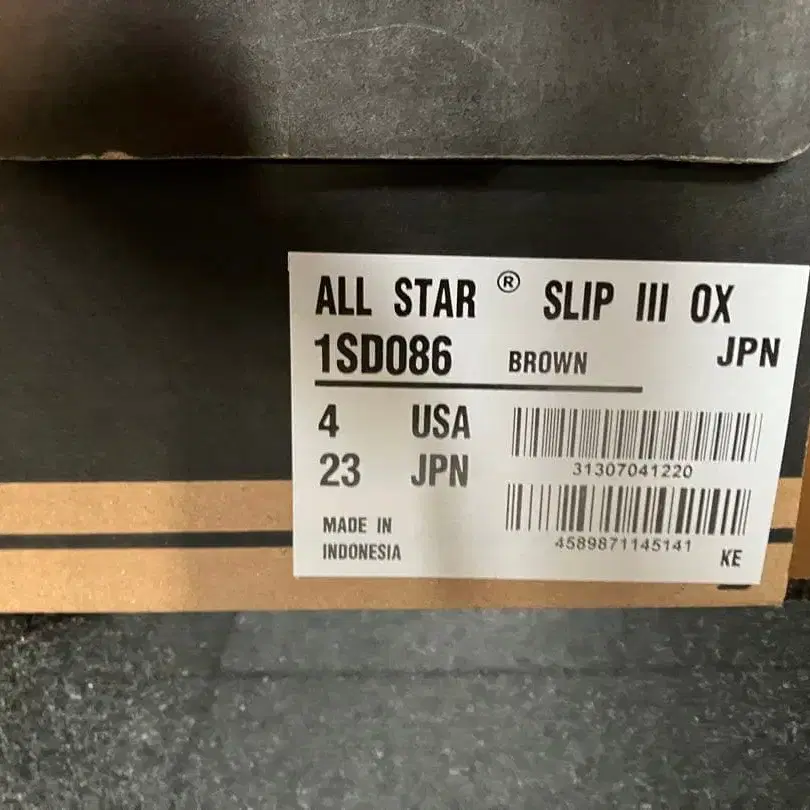 ALL STAR ® SLIP III OX
1SD086 BROWN JPN
4 USA
23 JPN
31307041220
MADE IN
INDONESIA
4589871145141
KE